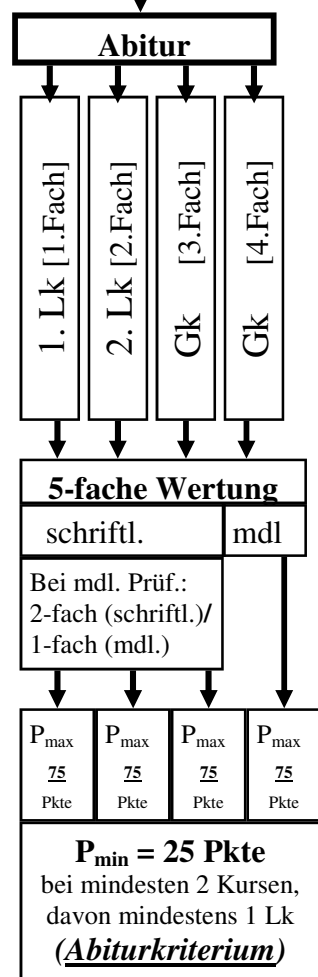 Abitur
1. Lk [1.Fach]
2. Lk [2.Fach]
Gk [3.Fach]
Gk [4.Fach]
5-fache Wertung
schriftl.
mdl
Bei mdl. Prüf.:
2-fach (schriftl.)/
1-fach (mdl.)
Pmax
75
Pkte
Pmax
75
Pkte
Pmax
75
Pkte
Pmax
75
Pkte
Pmin = 25 Pkte
bei mindesten 2 Kursen,
davon mindestens 1 Lk
(Abiturkriterium)